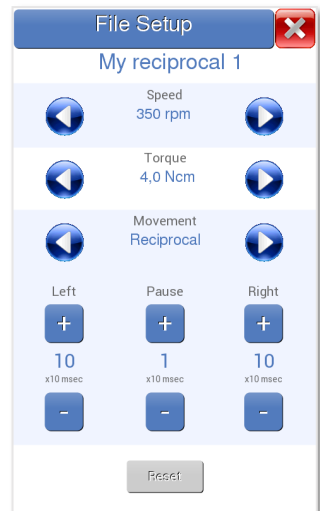 File Setup
My reciprocal 1
Speed
350 rpm
Torque
4,0 Ncm
Movement
Reciprocal
Left Pause Right
+ + +
10 1 10
x10 msec x10 msec x10 msec
- - -
Reset